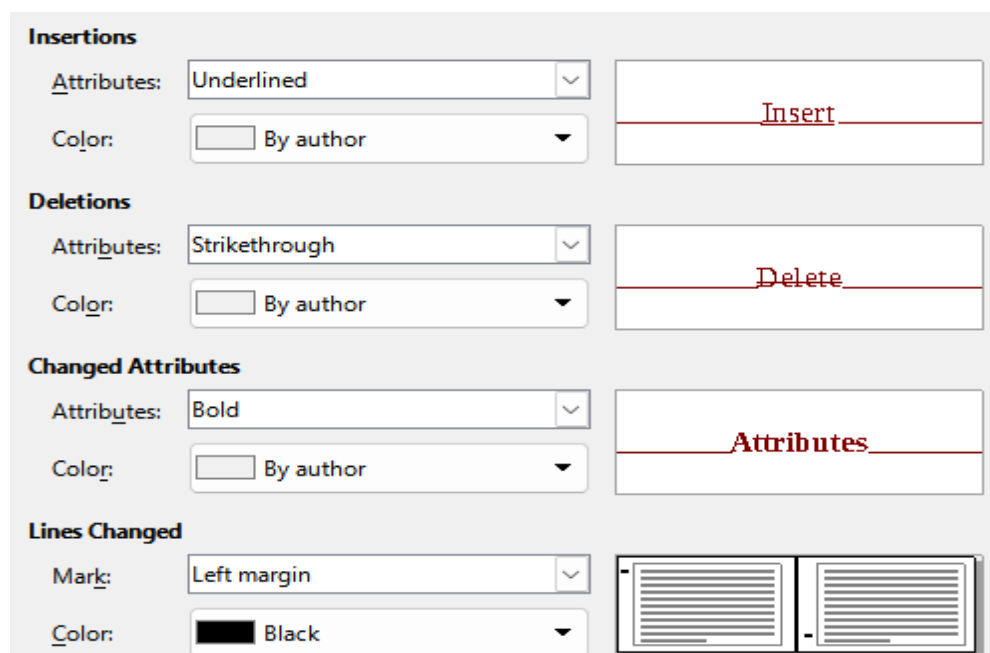 Insertions
Attributes: Underlined
Insert
Color: By author
Deletions
Attributes: Strikethrough
Delete
Color: By author
Changed Attributes
Attributes: Bold
Attributes
Color: By author
Lines Changed
Mark: Left margin
Color: Black